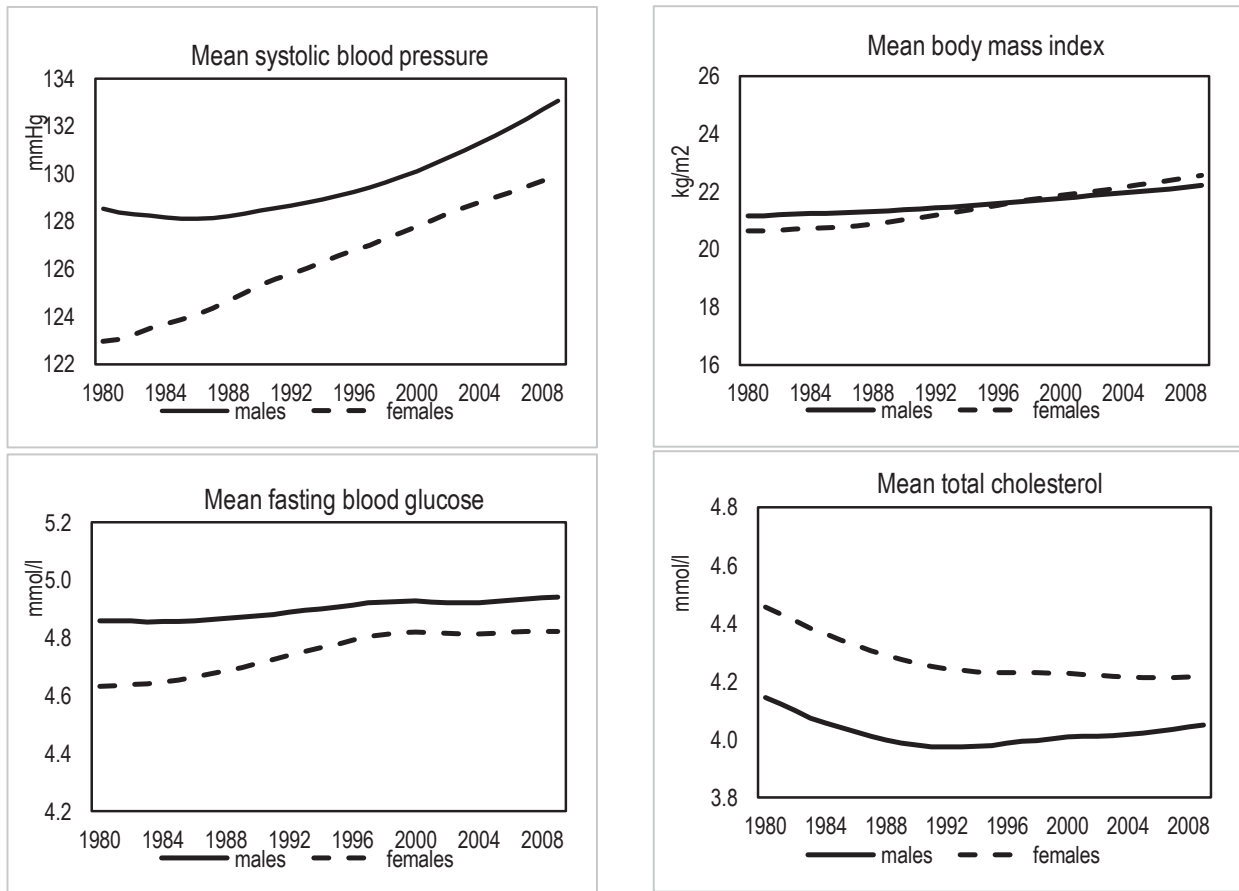 Mean systolic blood pressure
134
132
130
128
126
124
122
mmHg
1980 1984 1988 1992 1996 2000 2004 2008
males females
Mean body mass index
26
24
22
20
18
16
kg/m2
1980 1984 1988 1992 1996 2000 2004 2008
males females
Mean fasting blood glucose
5.2
5.0
4.8
4.6
4.4
4.2
mmol/l
1980 1984 1988 1992 1996 2000 2004 2008
males females
Mean total cholesterol
4.8
4.6
4.4
4.2
4.0
3.8
mmol/l
1980 1984 1988 1992 1996 2000 2004 2008
males females